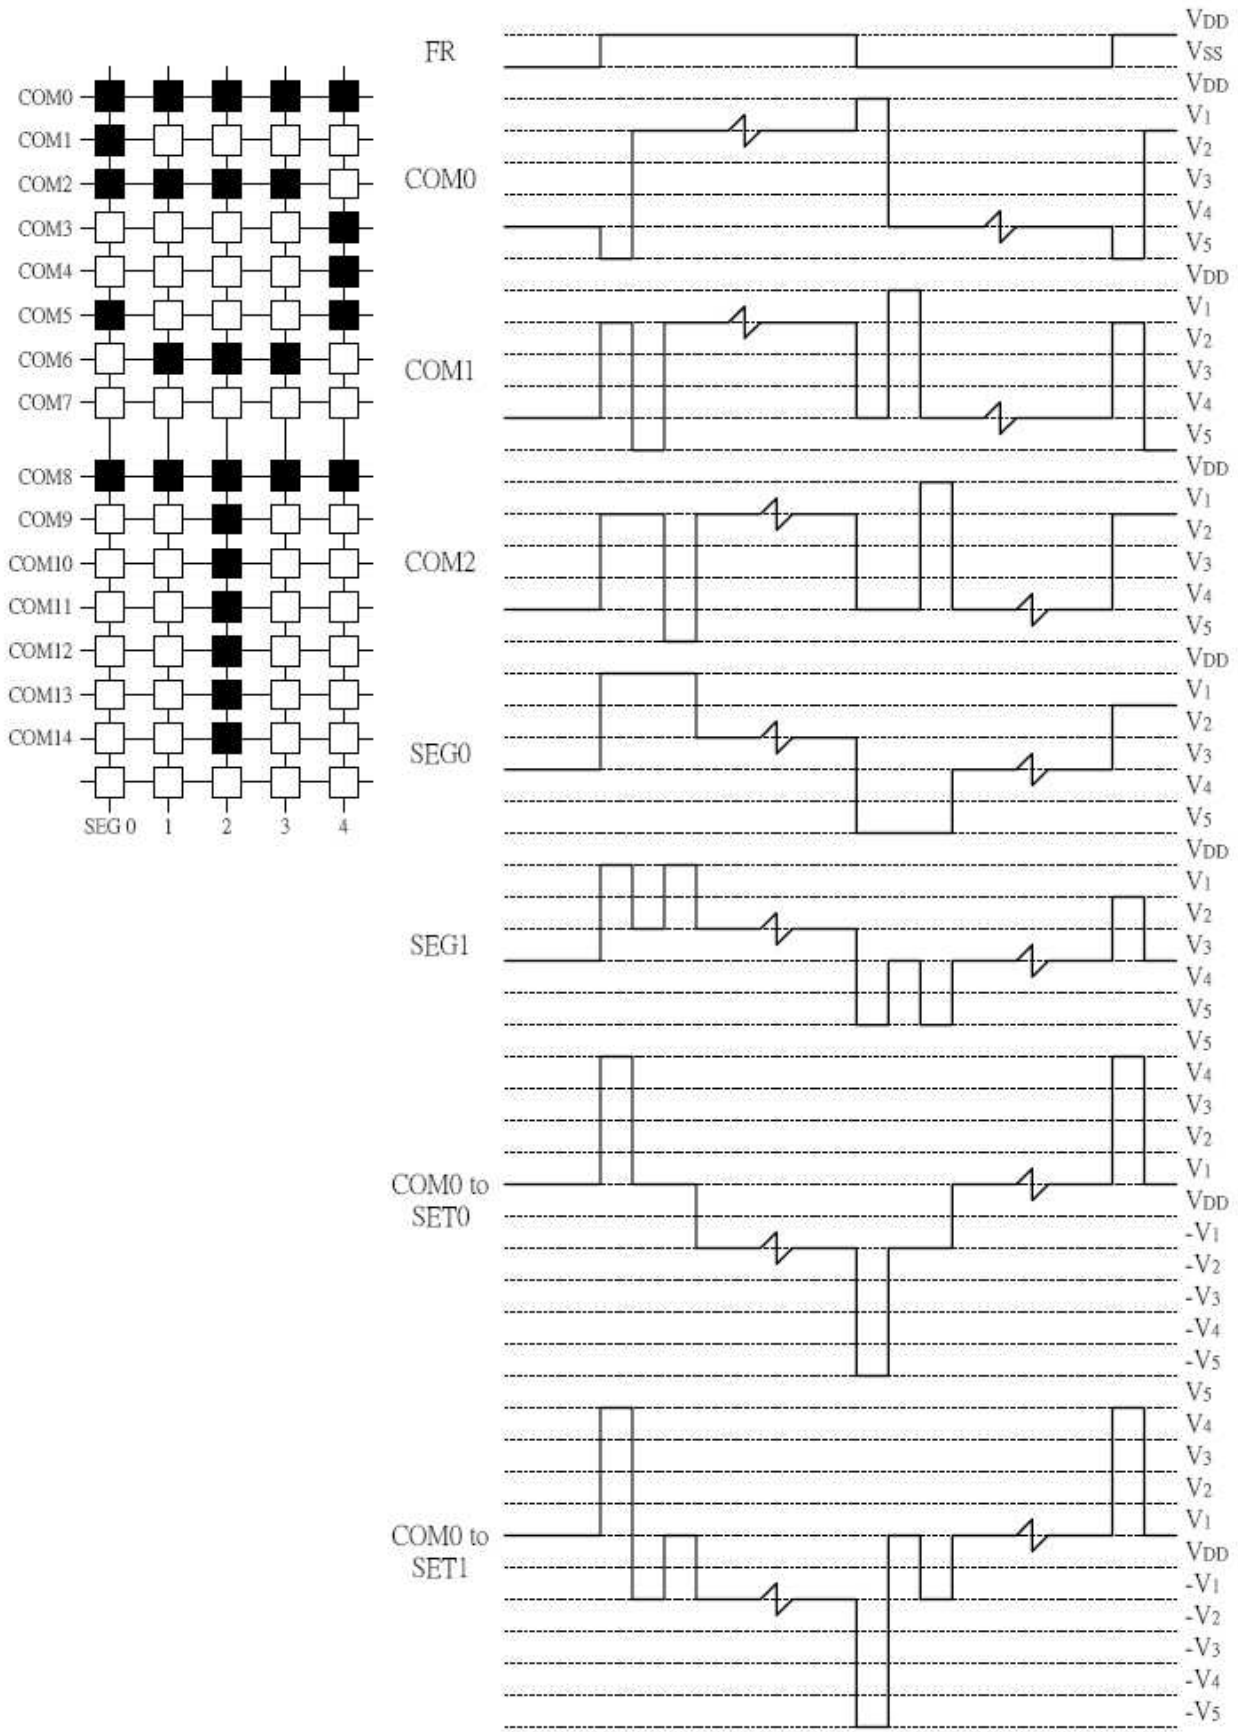 COM0
COM1
COM2
COM3
COM4
COM5
COM6
COM7
COM8
COM9
COM10
COM11
COM12
COM13
COM14
SEG 0 1 2 3 4
FR
VDD
VSS
COM0
VDD
V1
V2
V3
V4
V5
COM1
VDD
V1
V2
V3
V4
V5
COM2
VDD
V1
V2
V3
V4
V5
SEG0
VDD
V1
V2
V3
V4
V5
SEG1
VDD
V1
V2
V3
V4
V5
COM0 to
SET0
V5
V4
V3
V2
V1
VDD
-V1
-V2
-V3
-V4
-V5
COM0 to
SET1
V5
V4
V3
V2
V1
VDD
-V1
-V2
-V3
-V4
-V5